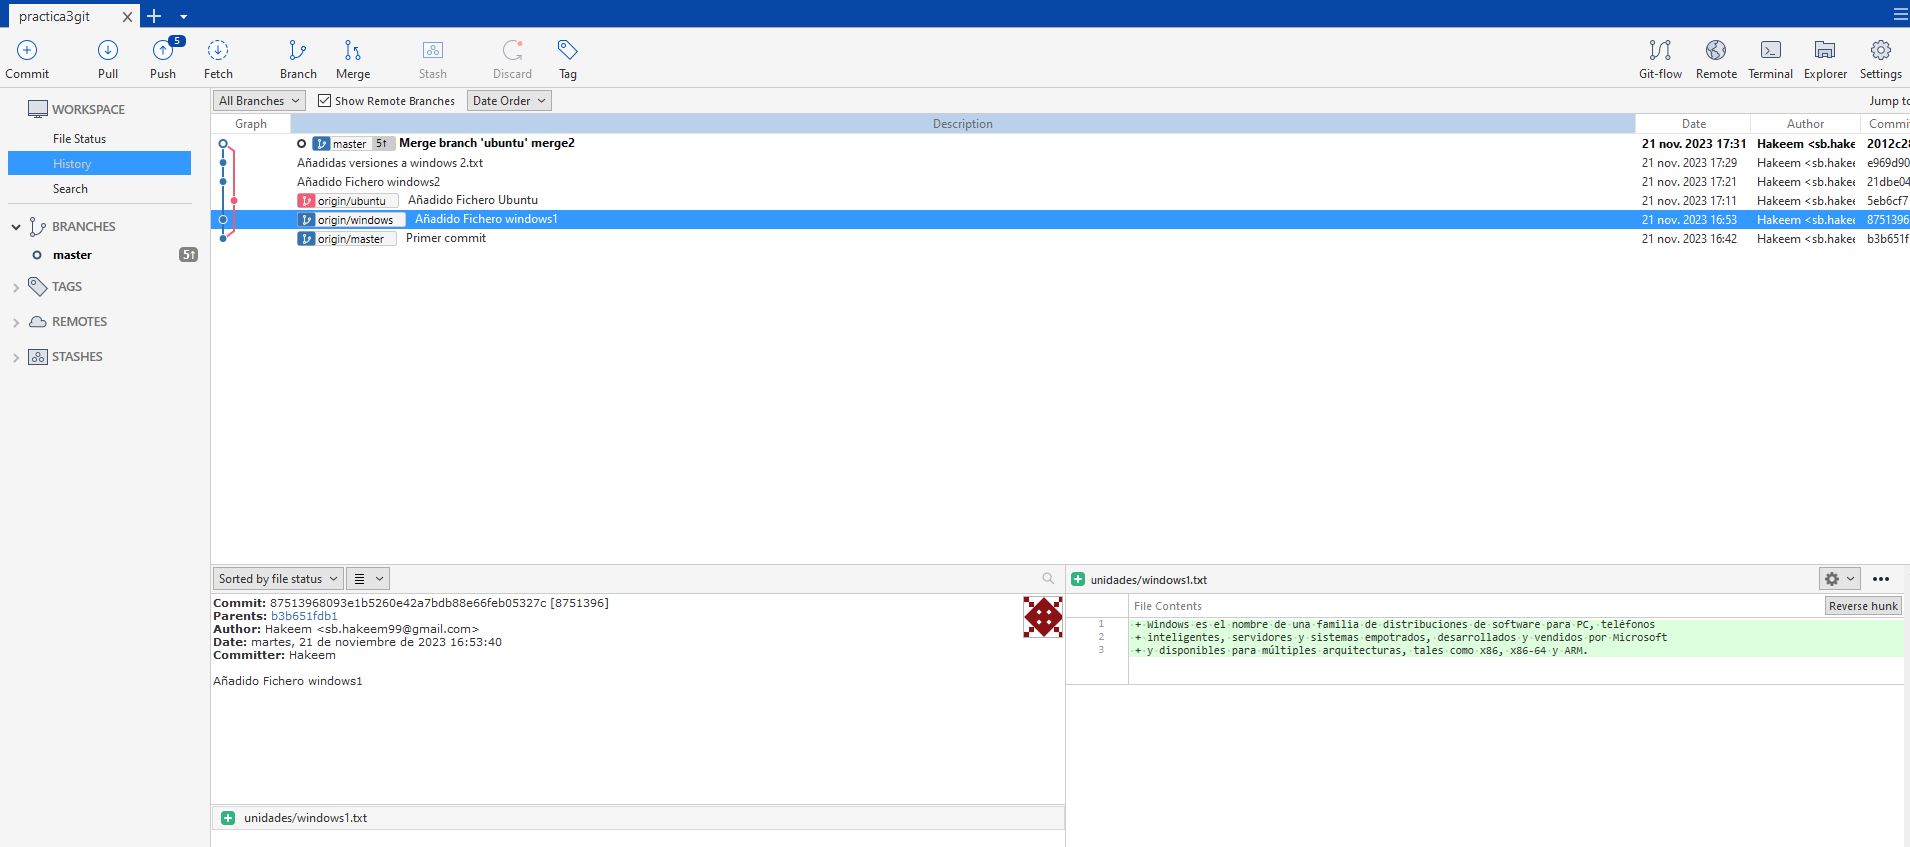 practica3git
Commit Pull Push 5 Fetch Branch Merge Stash Discard Tag Git-flow Remote Terminal Explorer Settings
WORKSPACE
File Status
History
Search
BRANCHES
master 5↑
TAGS
REMOTES
STASHES
All Branches Show Remote Branches Date Order Jump to
Graph Description Date Author Commi
master 5↑ Merge branch 'ubuntu' merge2 21 nov. 2023 17:31 Hakeem <sb.hake 2012c28
Añadidas versiones a windows 2.txt 21 nov. 2023 17:29 Hakeem <sb.hakee e969d90
Añadido Fichero windows2 21 nov. 2023 17:21 Hakeem <sb.hakee 21dbe04
origin/ubuntu Añadido Fichero Ubuntu 21 nov. 2023 17:11 Hakeem <sb.hakee 5eb6cf7
origin/windows Añadido Fichero windows1 21 nov. 2023 16:53 Hakeem <sb.hakee 8751396
origin/master Primer commit 21 nov. 2023 16:42 Hakeem <sb.hakee b3b651f
Sorted by file status
Commit: 87513968093e1b5260e42a7bdb88e66feb05327c [8751396]
Parents: b3b651fdb1
Author: Hakeem <sb.hakeem99@gmail.com>
Date: martes, 21 de noviembre de 2023 16:53:40
Committer: Hakeem
Añadido Fichero windows1
unidades/windows1.txt
unidades/windows1.txt
File Contents Reverse hunk
1 + Windows es el nombre de una familia de distribuciones de software para PC, teléfonos
2 + inteligentes, servidores y sistemas empotrados, desarrollados y vendidos por Microsoft
3 + y disponibles para múltiples arquitecturas, tales como x86, x86-64 y ARM.